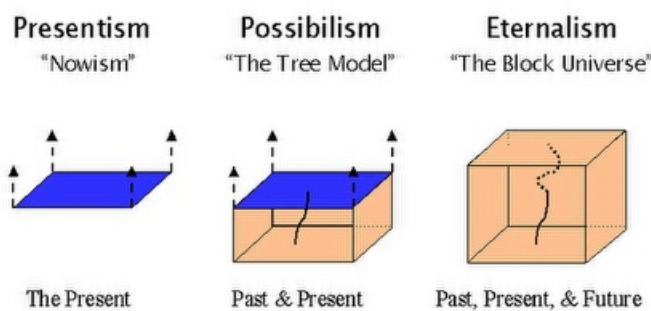 Presentism
"Nowism"
Possibilism
"The Tree Model"
Eternalism
"The Block Universe"
The Present
Past & Present
Past, Present, & Future